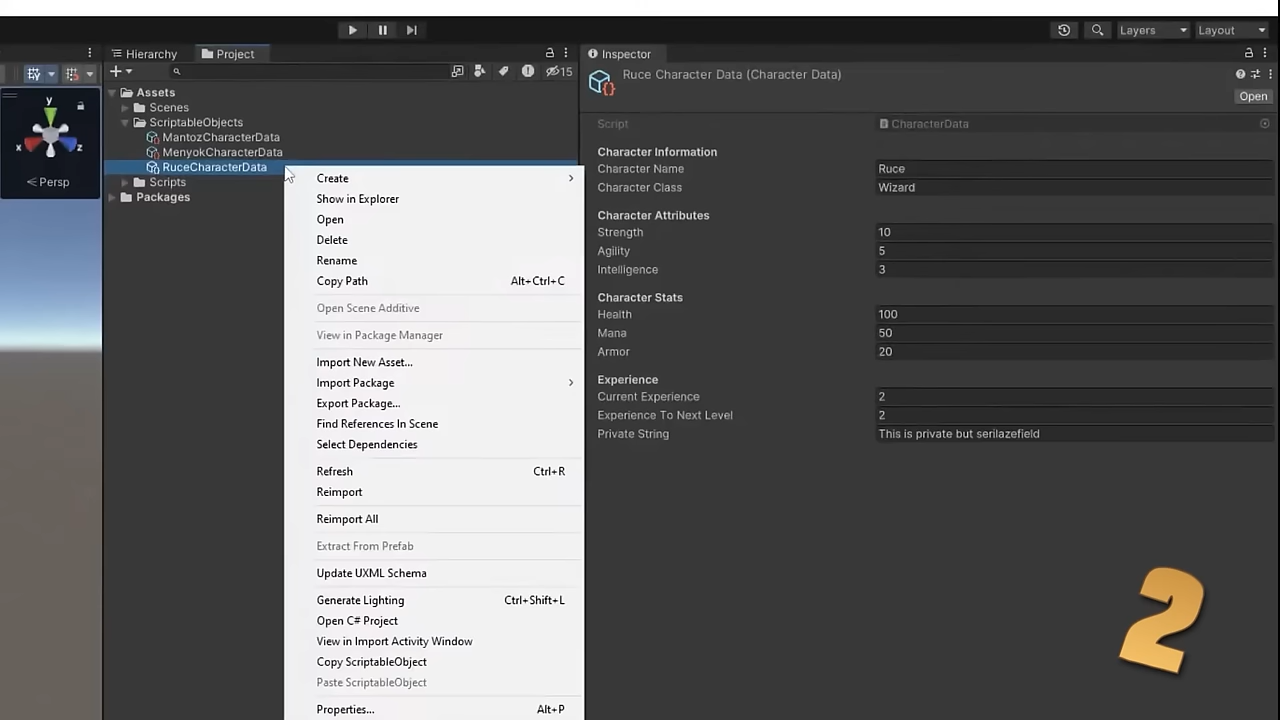 Layers
Layout
Hierarchy
Project
Inspector
15
Ruce Character Data (Character Data)
Open
y
x
z
Persp
Assets
Scenes
ScriptableObjects
MantozCharacterData
MenyokCharacterData
RuceCharacterData
Scripts
Packages
Create
Show in Explorer
Open
Delete
Rename
Copy Path Alt+Ctrl+C
Open Scene Additive
View in Package Manager
Import New Asset...
Import Package
Export Package...
Find References In Scene
Select Dependencies
Refresh Ctrl+R
Reimport
Reimport All
Extract From Prefab
Update UXML Schema
Generate Lighting Ctrl+Shift+L
Open C# Project
View in Import Activity Window
Copy ScriptableObject
Paste ScriptableObject
Properties... Alt+P
Script CharacterData
Character Information
Character Name Ruce
Character Class Wizard
Character Attributes
Strength 10
Agility 5
Intelligence 3
Character Stats
Health 100
Mana 50
Armor 20
Experience
Current Experience 2
Experience To Next Level 2
Private String This is private but serilazefield
2